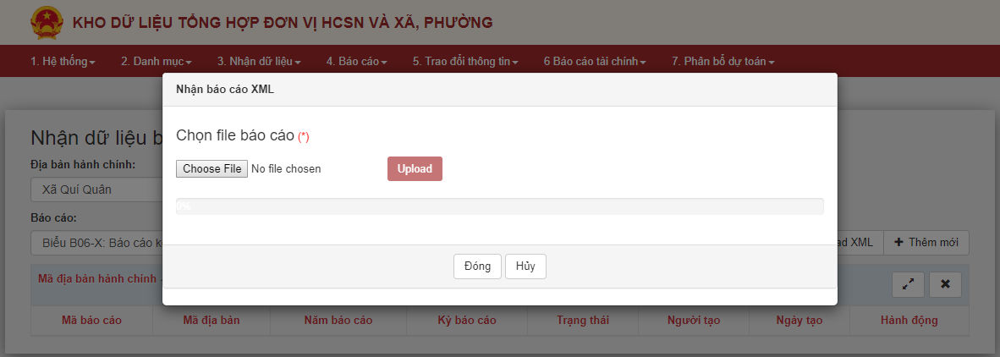 KHO DỮ LIỆU TỔNG HỢP ĐƠN VỊ HCSN VÀ XÃ, PHƯỜNG
1. Hệ thống 2. Danh mục 3. Nhận dữ liệu 4. Báo cáo 5. Trao đổi thông tin 6 Báo cáo tài chính 7. Phân bổ dự toán
Nhận báo cáo XML
Chọn file báo cáo (*)
Choose File No file chosen Upload
0%
Đóng Hủy
Nhận dữ liệu b
Địa bàn hành chính:
Xã Quí Quân
Báo cáo:
Biểu B06-X: Báo cáo k
ad XML Thêm mới
Mã địa bàn hành chính
Mã báo cáo Mã địa bàn Năm báo cáo Kỳ báo cáo Trạng thái Người tạo Ngày tạo Hành động